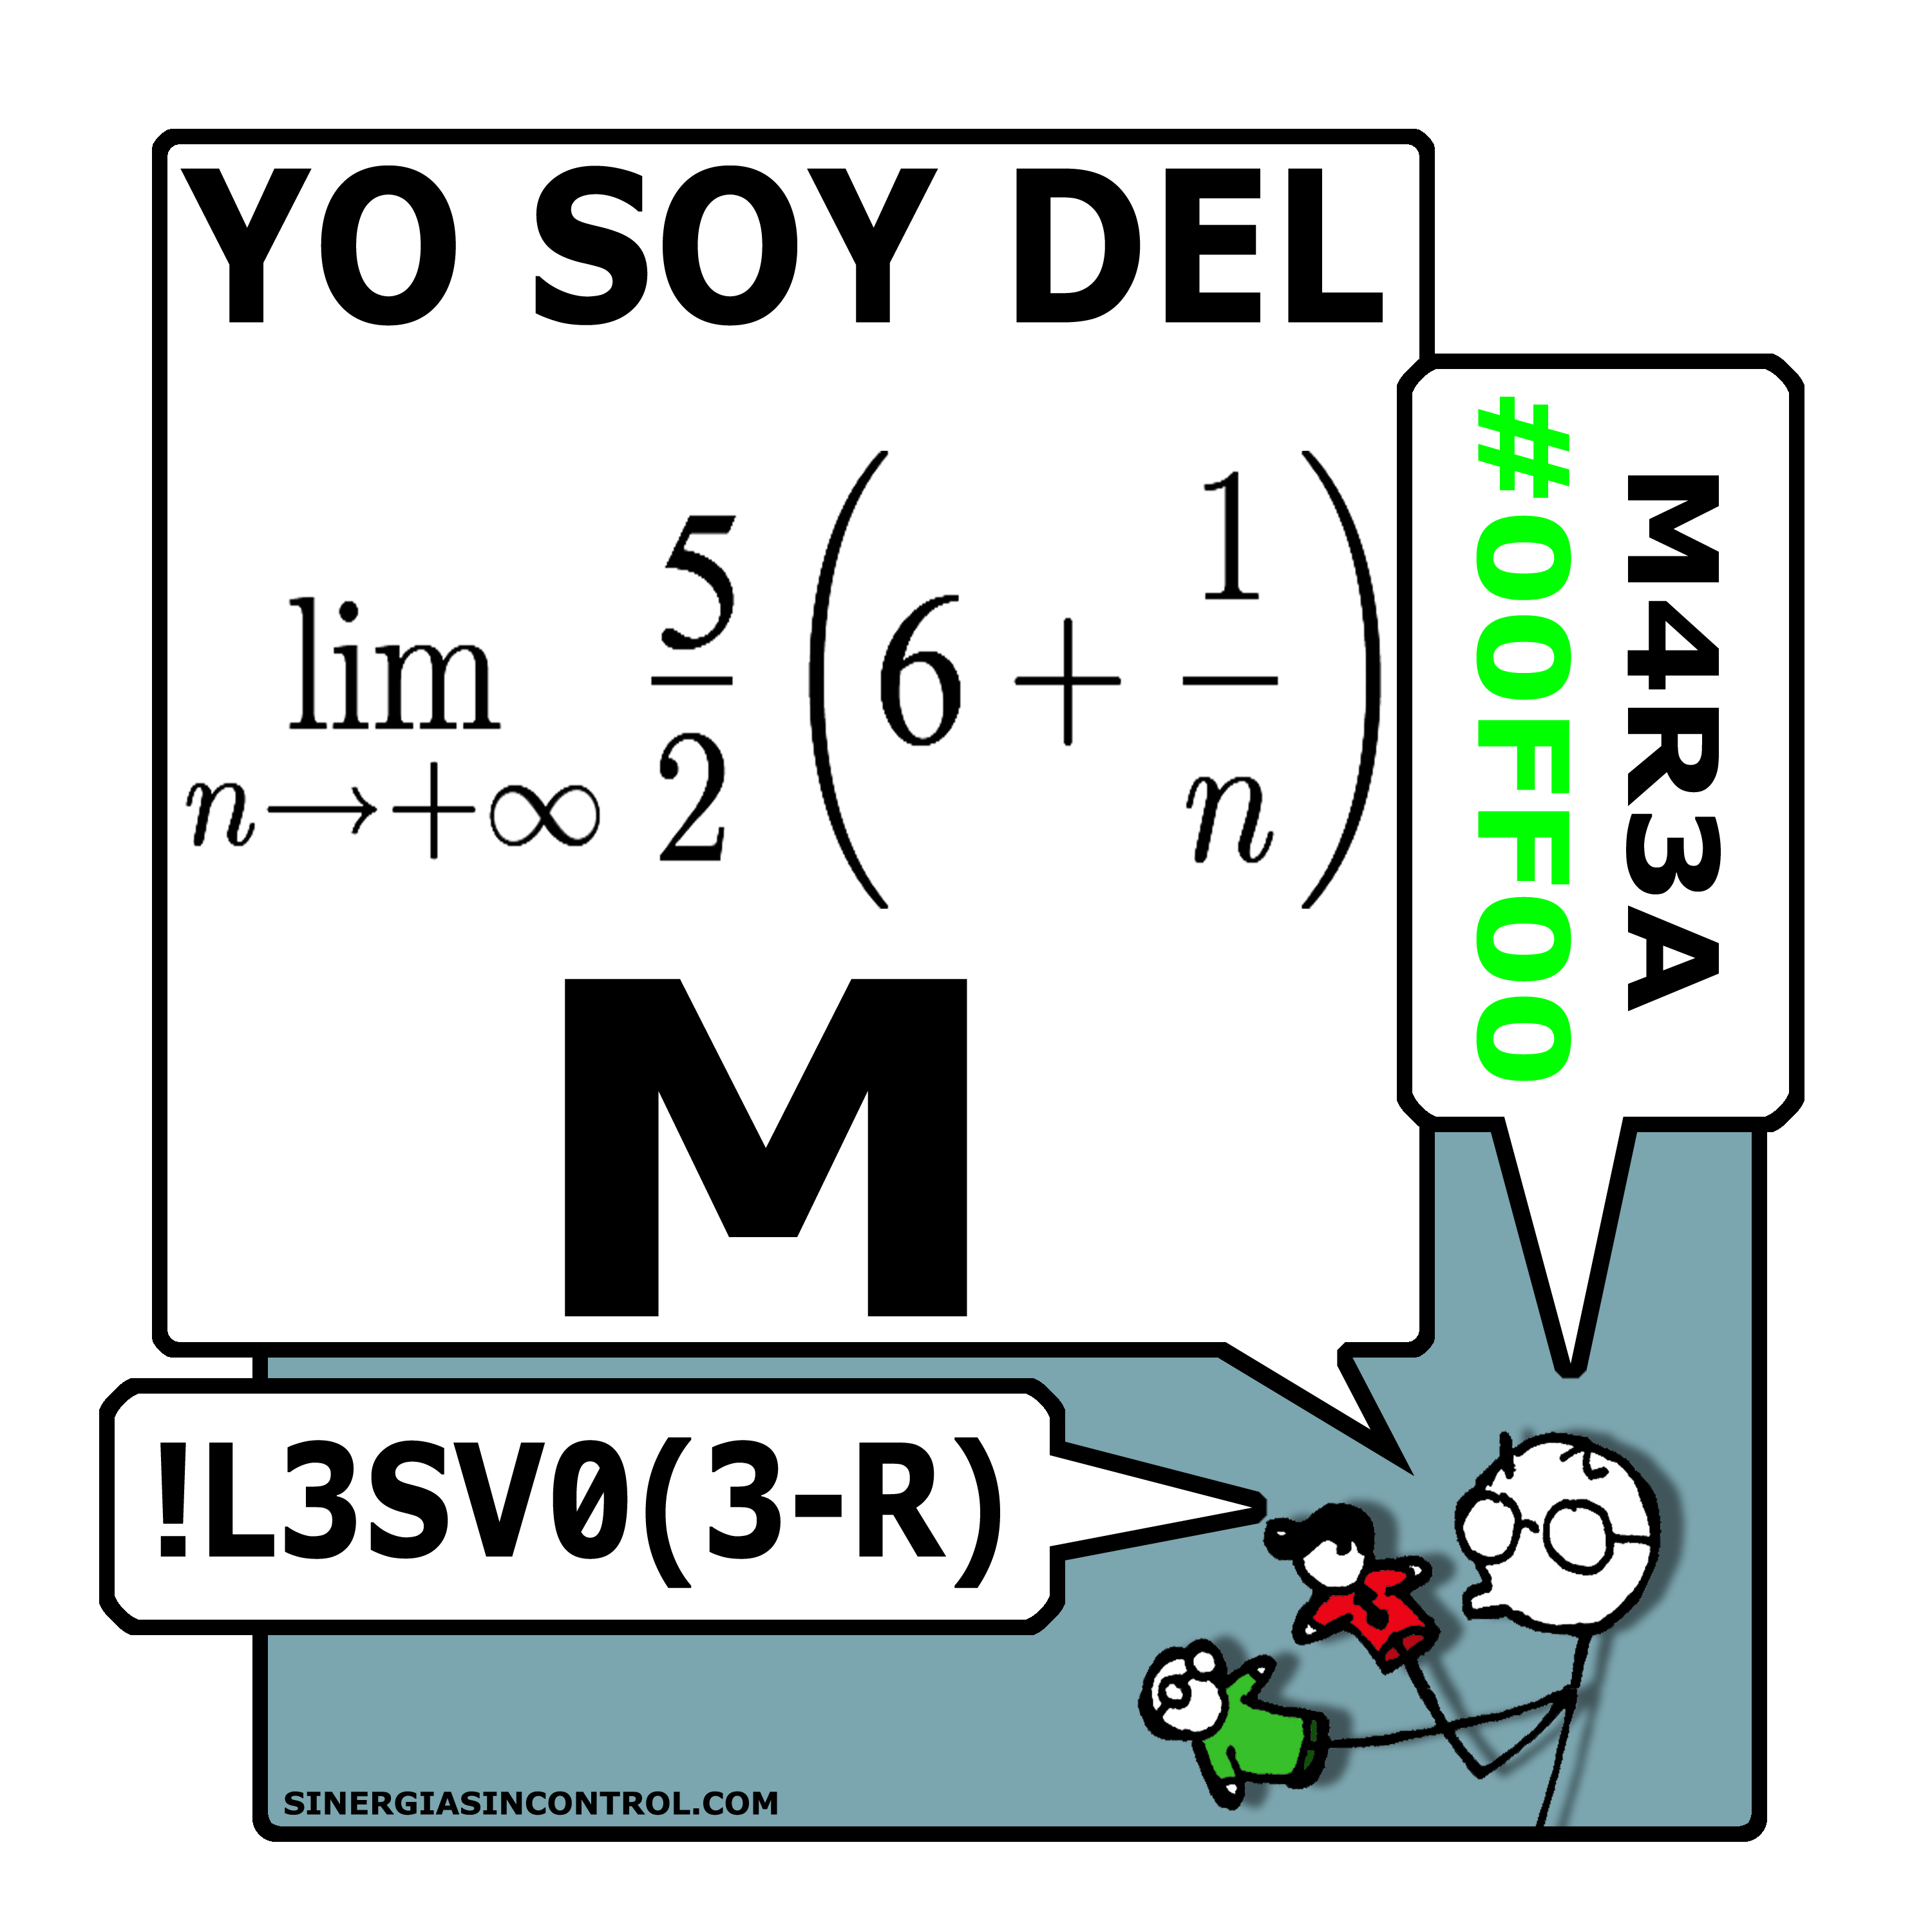 YO SOY DEL
lim n→+∞ 5/2 (6 + 1/n)
M
M4R3A
#00FF00
!L3SV0(3-R)
SINERGIASINCONTROL.COM